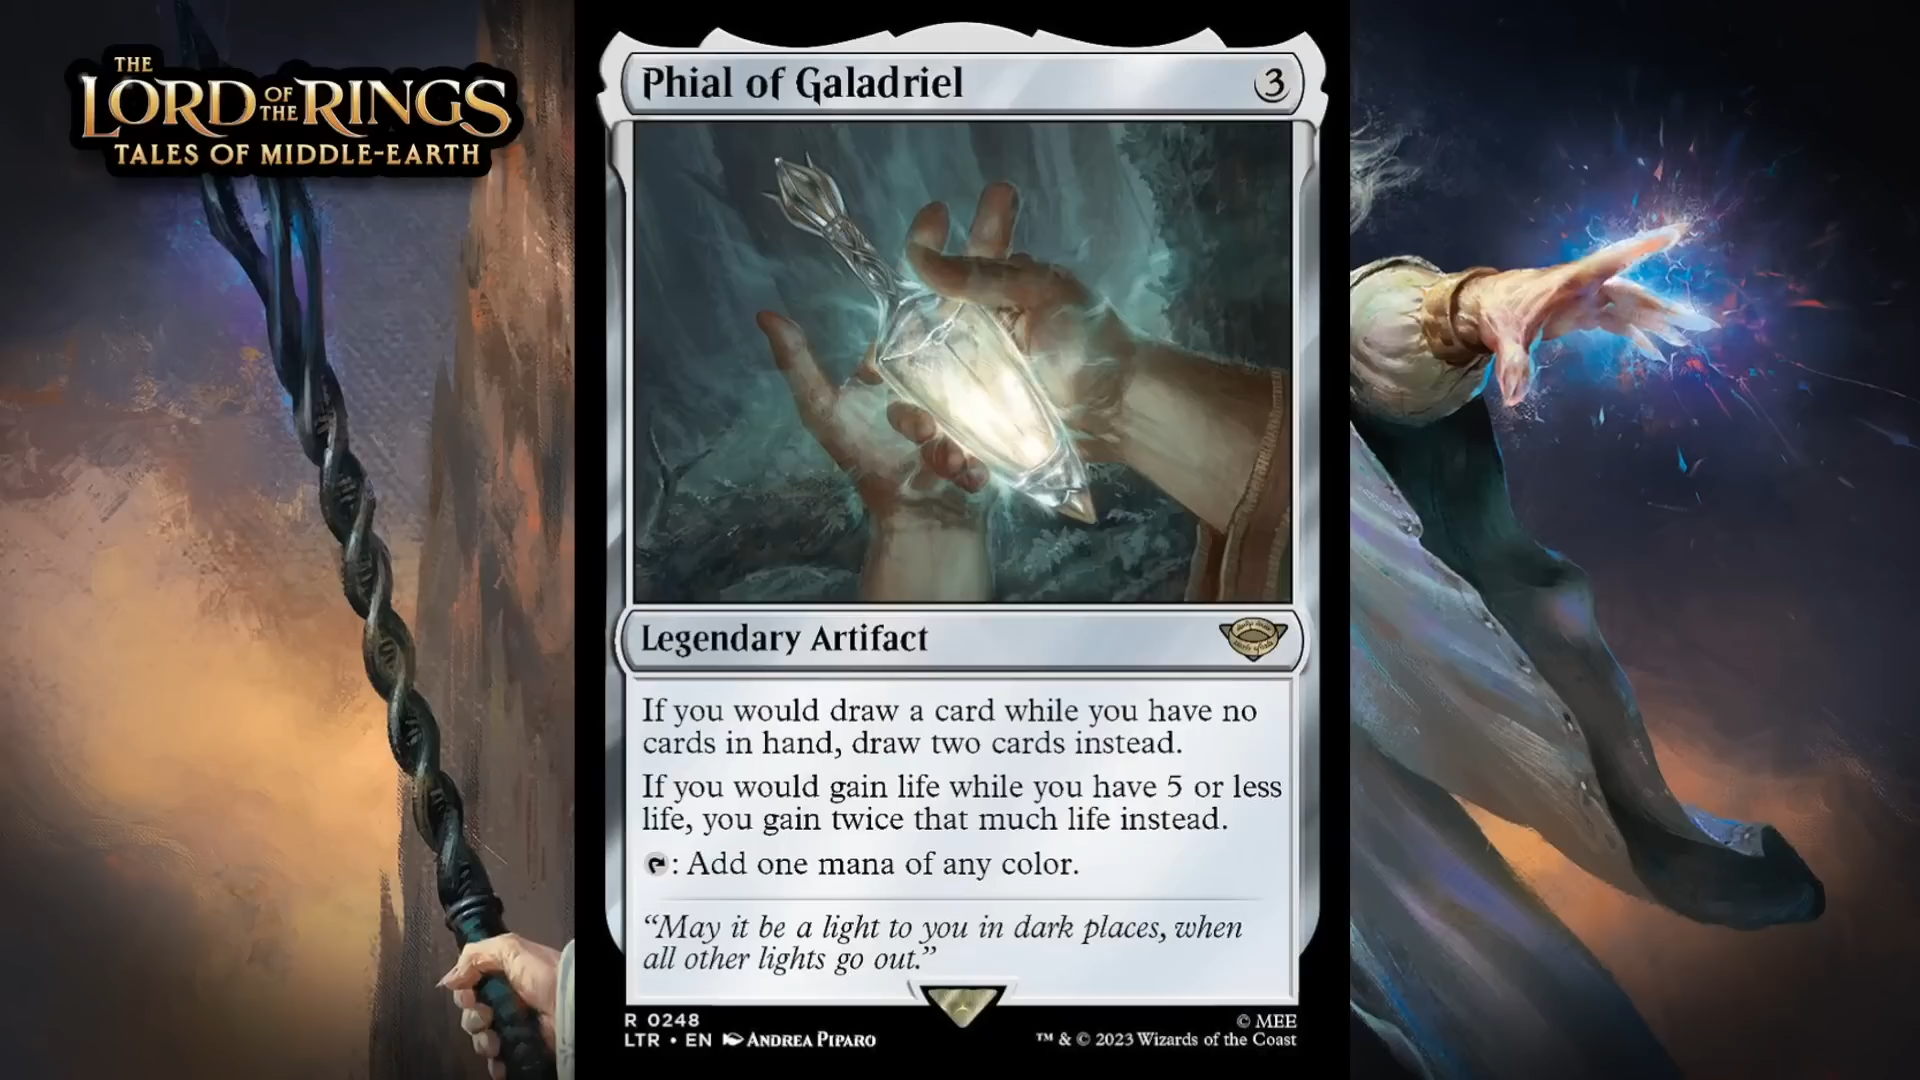 THE
LORD OF THE RINGS
TALES OF MIDDLE-EARTH
Phial of Galadriel 3
Legendary Artifact
If you would draw a card while you have no
cards in hand, draw two cards instead.
If you would gain life while you have 5 or less
life, you gain twice that much life instead.
: Add one mana of any color.
“May it be a light to you in dark places, when
all other lights go out.”
R 0248
LTR • EN ANDREA PIPARO
© MEE
™ & © 2023 Wizards of the Coast